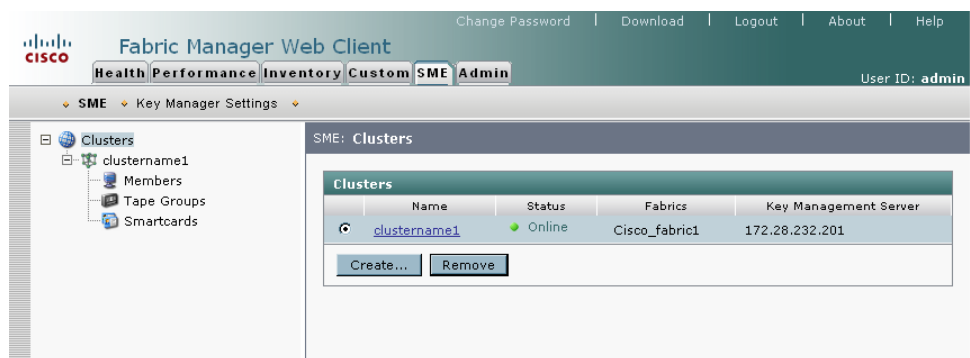 Change Password | Download | Logout | About | Help
CISCO
Fabric Manager Web Client
Health Performance Inventory Custom SME Admin
User ID: admin
SME Key Manager Settings
Clusters
clustername1
Members
Tape Groups
Smartcards
SME: Clusters
Clusters
Name Status Fabrics Key Management Server
clustername1 Online Cisco_fabric1 172.28.232.201
Create... Remove